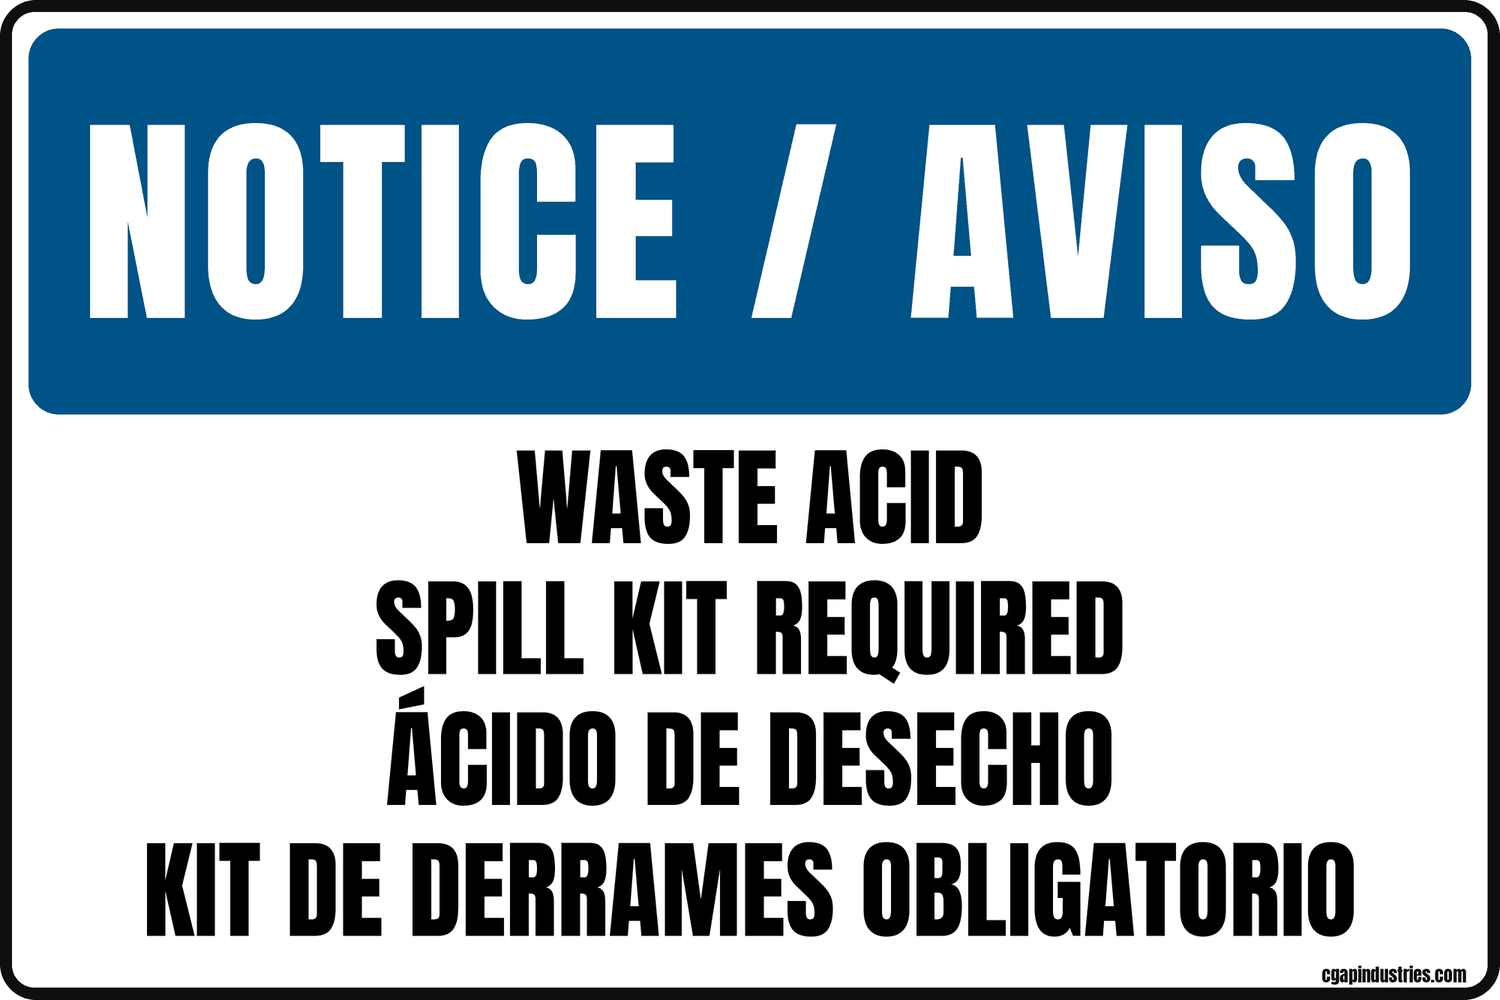 NOTICE / AVISO
WASTE ACID
SPILL KIT REQUIRED
ÁCIDO DE DESECHO
KIT DE DERRAMES OBLIGATORIO
cgapindustries.com